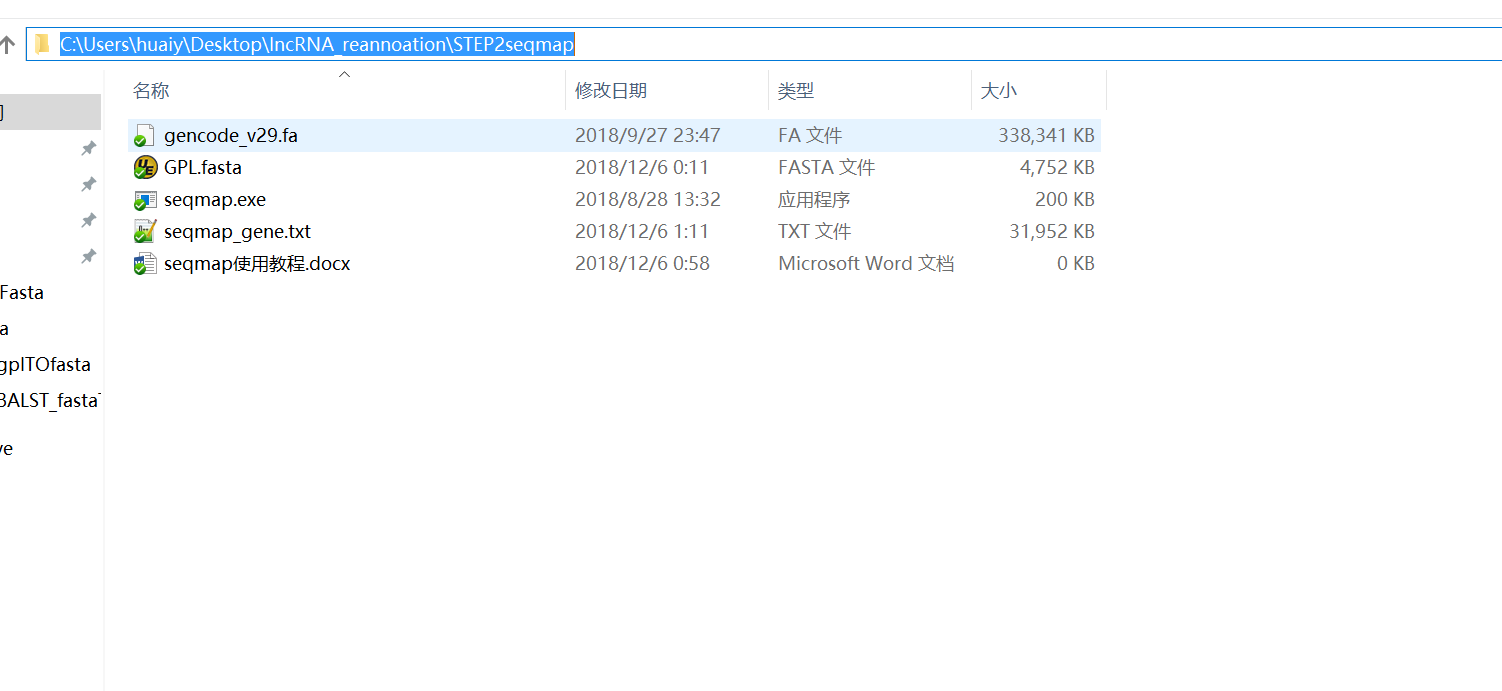 C:\Users\huaiy\Desktop\lncRNA_reannoation\STEP2seqmap
名称 修改日期 类型 大小
gencode_v29.fa 2018/9/27 23:47 FA 文件 338,341 KB
GPL.fasta 2018/12/6 0:11 FASTA 文件 4,752 KB
seqmap.exe 2018/8/28 13:32 应用程序 200 KB
seqmap_gene.txt 2018/12/6 1:11 TXT 文件 31,952 KB
seqmap使用教程.docx 2018/12/6 0:58 Microsoft Word 文档 0 KB
Fasta
a
gplTOfasta
BALST_fasta
ve